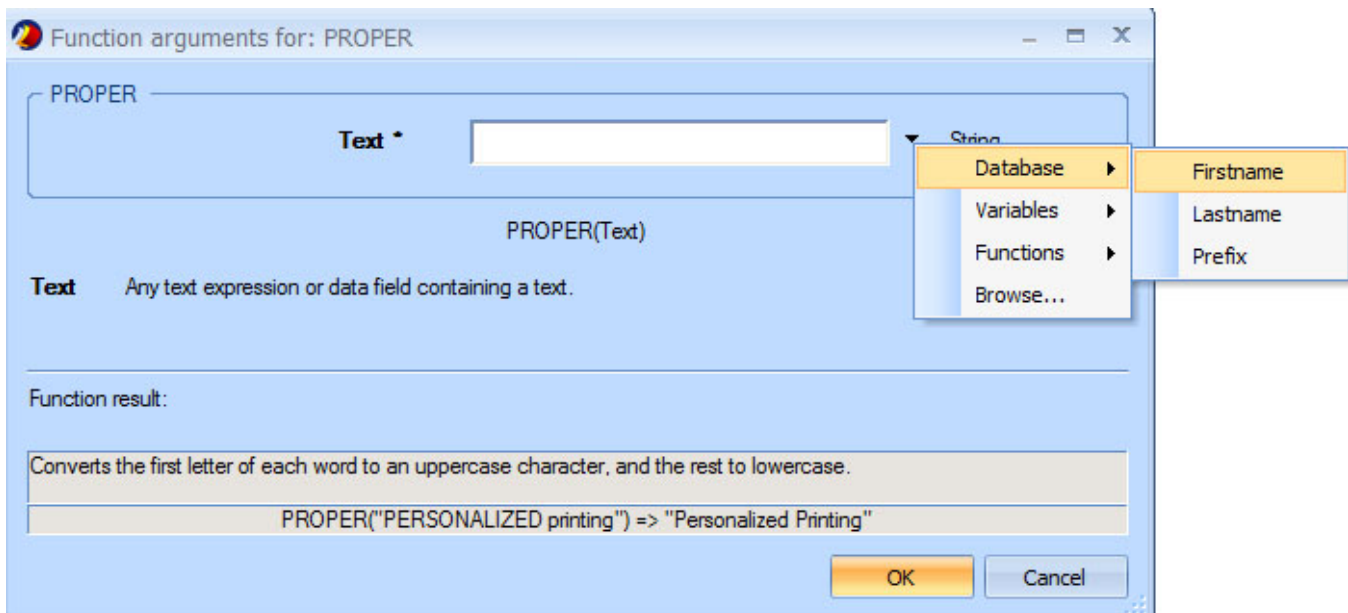 Function arguments for: PROPER
PROPER
Text * String
Database Firstname
Variables Lastname
Functions Prefix
Browse...
PROPER(Text)
Text Any text expression or data field containing a text.
Function result:
Converts the first letter of each word to an uppercase character, and the rest to lowercase.
PROPER("PERSONALIZED printing") => "Personalized Printing"
OK Cancel